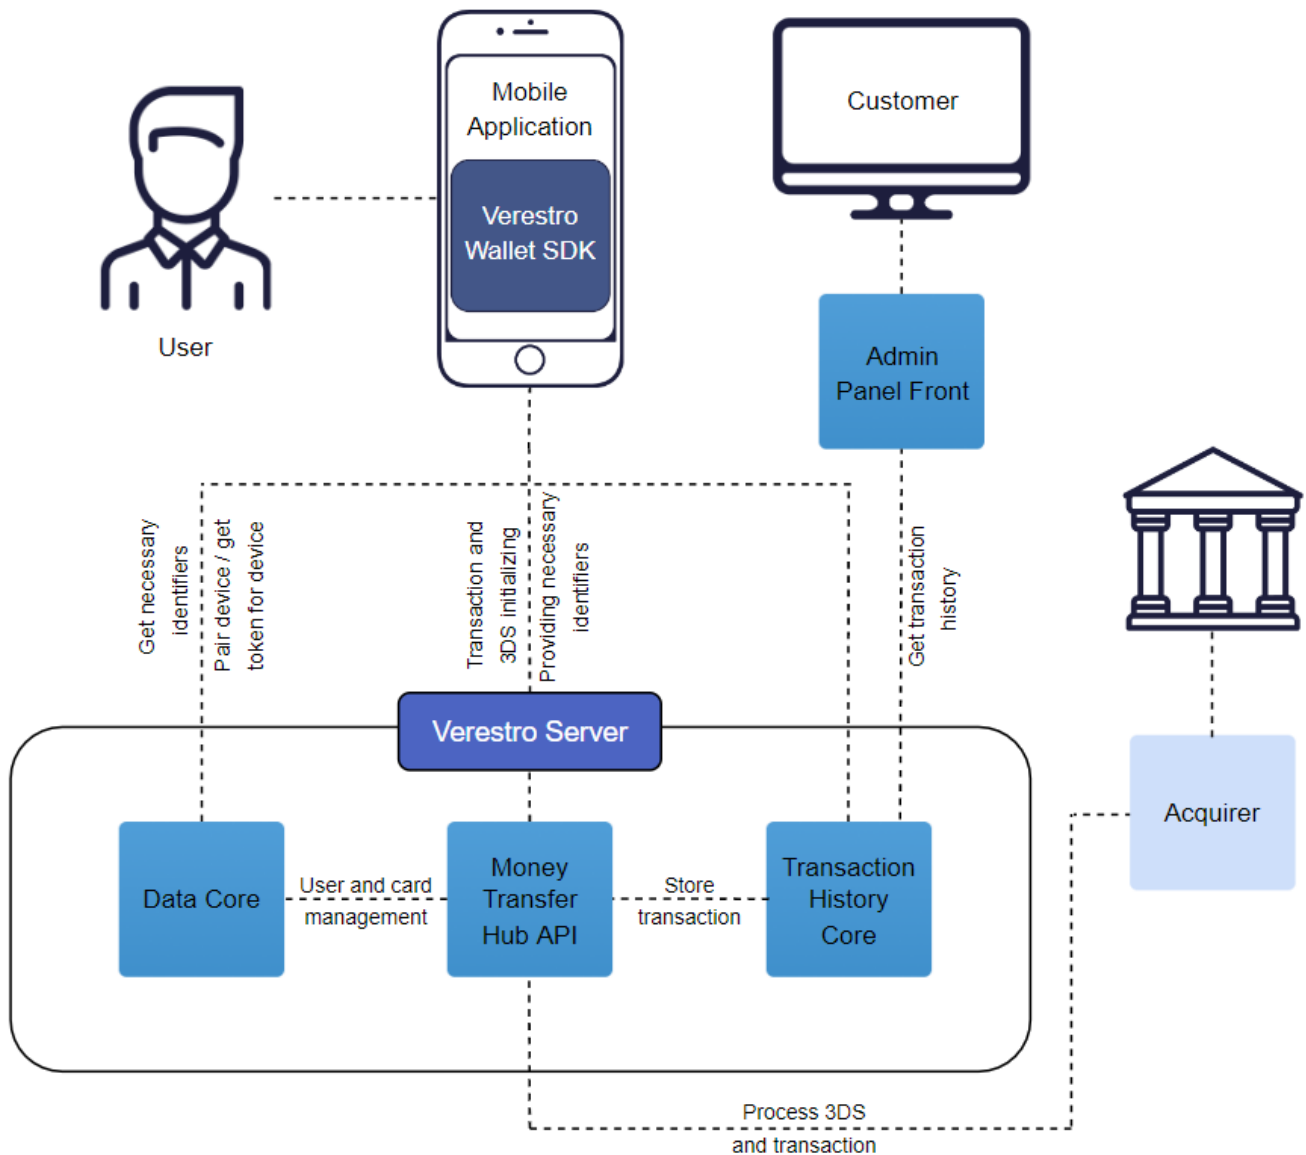 Mobile
Application
Customer
Verestro
Wallet SDK
User
Admin
Panel Front
Get necessary
identifiers
Pair device / get
token for device
Transaction and
3DS initializing
Providing necessary
identifiers
Get transaction
history
Verestro Server
Acquirer
Data Core
User and card
management
Money
Transfer
Hub API
Store
transaction
Transaction
History
Core
Process 3DS
and transaction